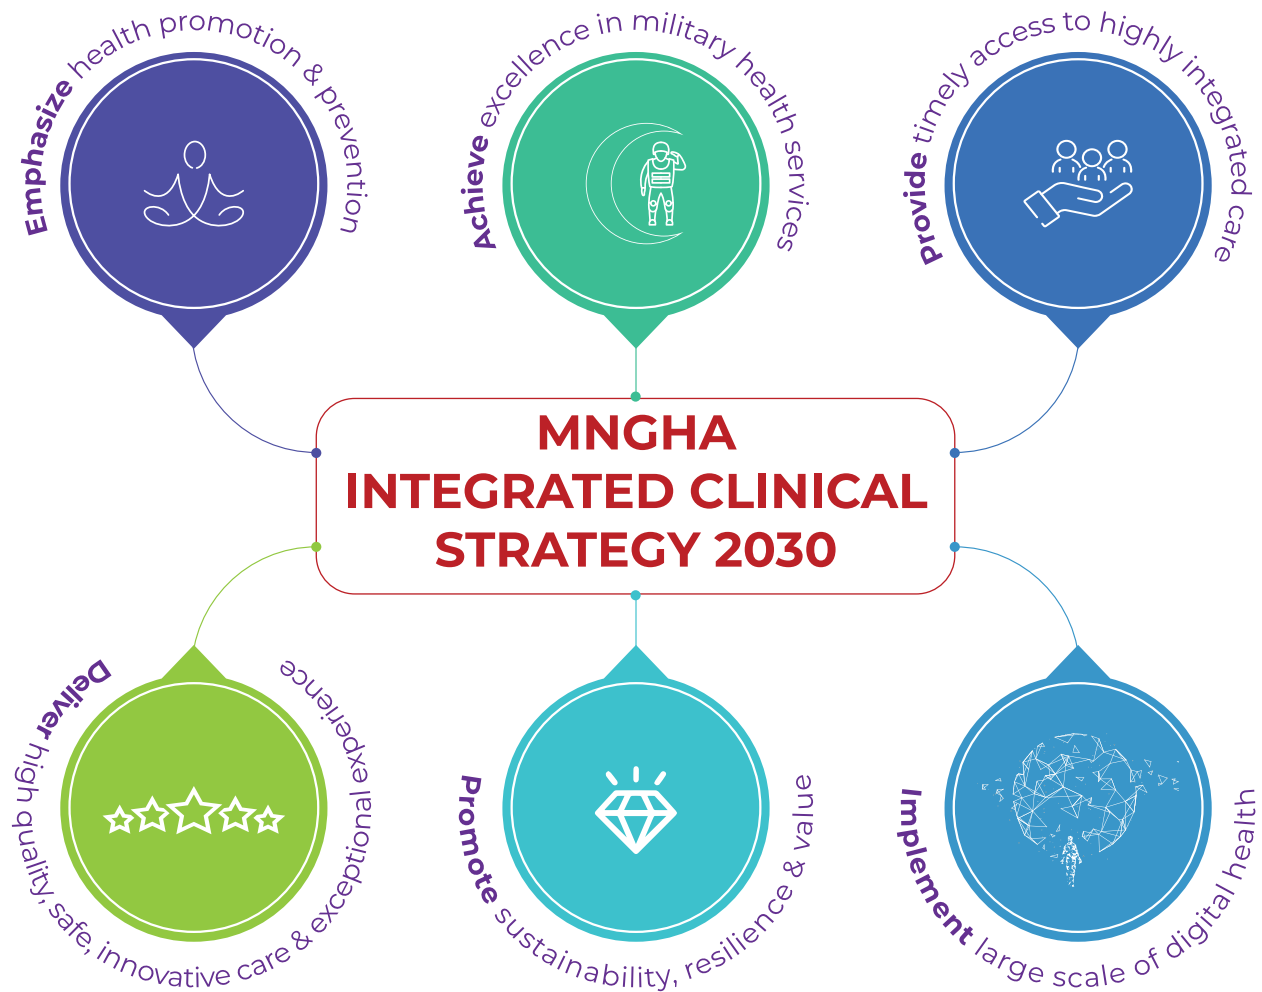 Emphasize health promotion & prevention
Achieve excellence in military health services
Provide timely access to highly integrated care
MNGHA
INTEGRATED CLINICAL
STRATEGY 2030
Deliver high quality, safe, innovative care & exceptional experience
Promote sustainability, resilience & value
Implement large scale of digital health